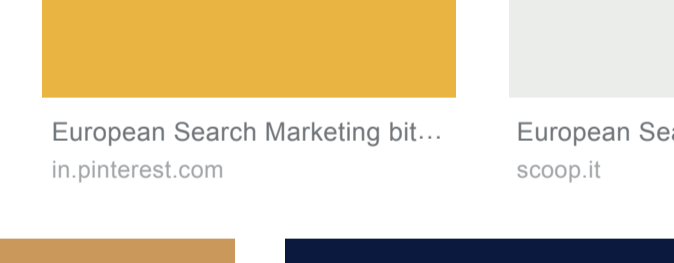 European Search Marketing bit...
in.pinterest.com
European Sea
scoop.it